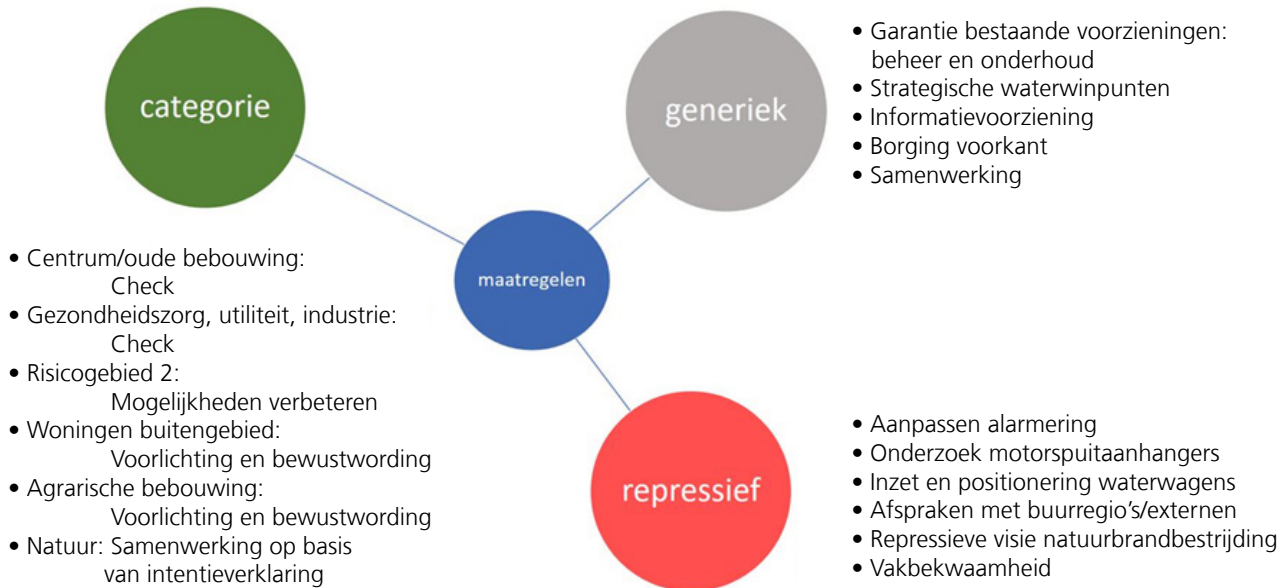 categorie
generiek
maatregelen
repressief
• Garantie bestaande voorzieningen:
beheer en onderhoud
• Strategische waterwinpunten
• Informatievoorziening
• Borging voorkant
• Samenwerking
• Centrum/oude bebouwing:
Check
• Gezondheidszorg, utiliteit, industrie:
Check
• Risicogebied 2:
Mogelijkheden verbeteren
• Woningen buitengebied:
Voorlichting en bewustwording
• Agrarische bebouwing:
Voorlichting en bewustwording
• Natuur: Samenwerking op basis
van intentieverklaring
• Aanpassen alarmering
• Onderzoek motorspuitaanhangers
• Inzet en positionering waterwagens
• Afspraken met buurregio's/externen
• Repressieve visie natuurbrandbestrijding
• Vakbekwaamheid